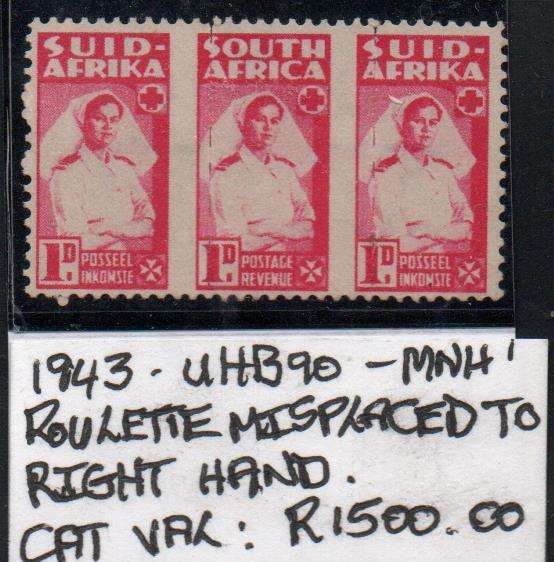 SUID-
AFRIKA
1D.
POSSEEL
INKOMSTE
SOUTH
AFRICA
1D.
POSTAGE
REVENUE
SUID-
AFRIKA
1D.
POSSEEL
INKOMSTE
1943 - UHB90 - MNH'
ROULETTE MISPLACED TO
RIGHT HAND.
CAT VAL: R1500.00